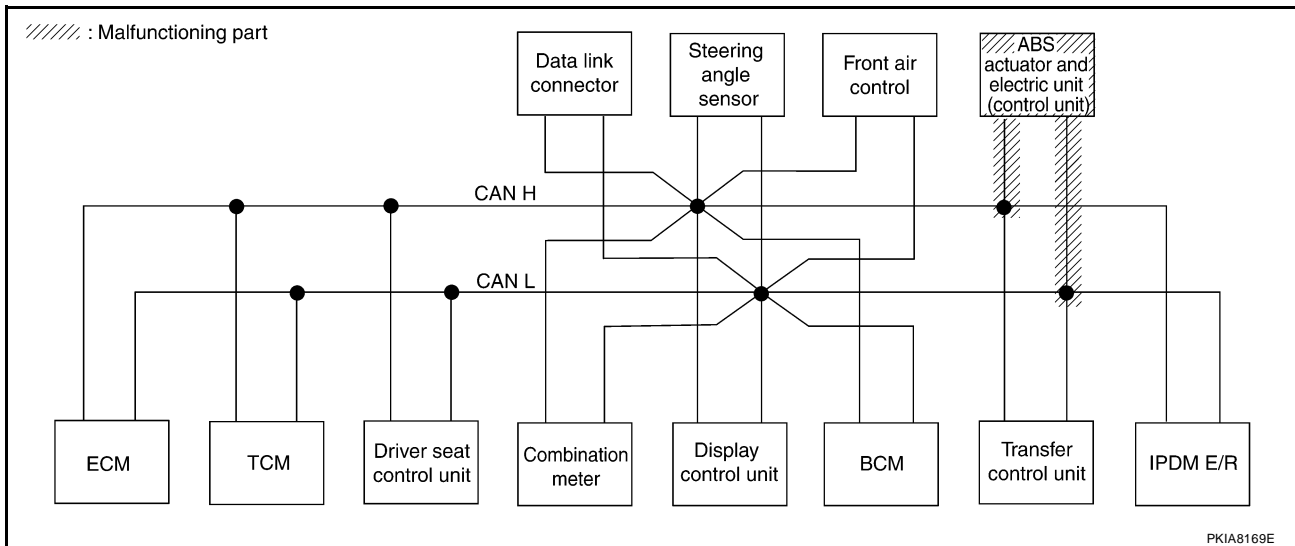 : Malfunctioning part
Data link
connector
Steering
angle
sensor
Front air
control
ABS
actuator and
electric unit
(control unit)
CAN H
CAN L
ECM
TCM
Driver seat
control unit
Combination
meter
Display
control unit
BCM
Transfer
control unit
IPDM E/R
PKIA8169E